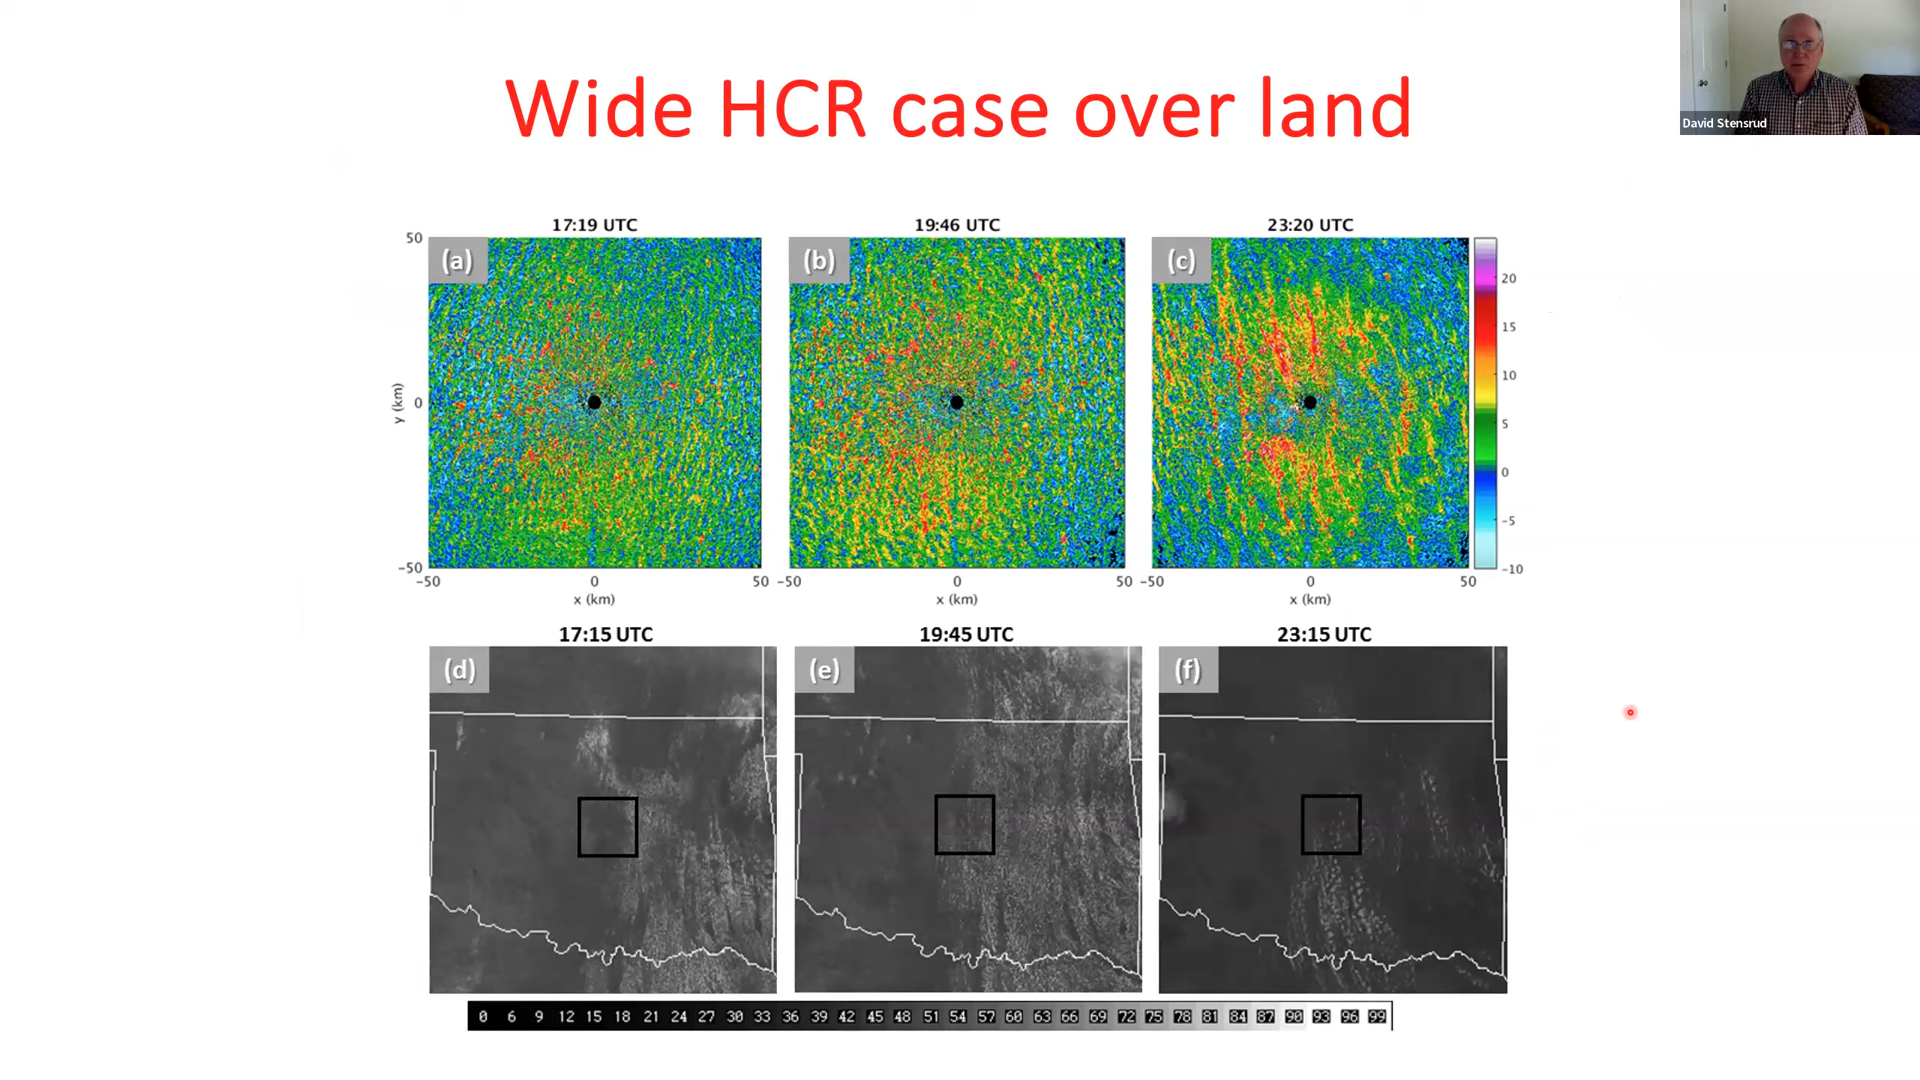 Wide HCR case over land
David Stensrud
17:19 UTC 19:46 UTC 23:20 UTC
(a) (b) (c)
50
0
-50
y (km)
-50 0 50 -50 0 50 -50 0 50
x (km) x (km) x (km)
20
15
10
5
0
-5
-10
17:15 UTC 19:45 UTC 23:15 UTC
(d) (e) (f)
0 6 9 12 15 18 21 24 27 30 33 36 39 42 45 48 51 54 57 60 63 66 69 72 75 78 81 84 87 90 93 96 99